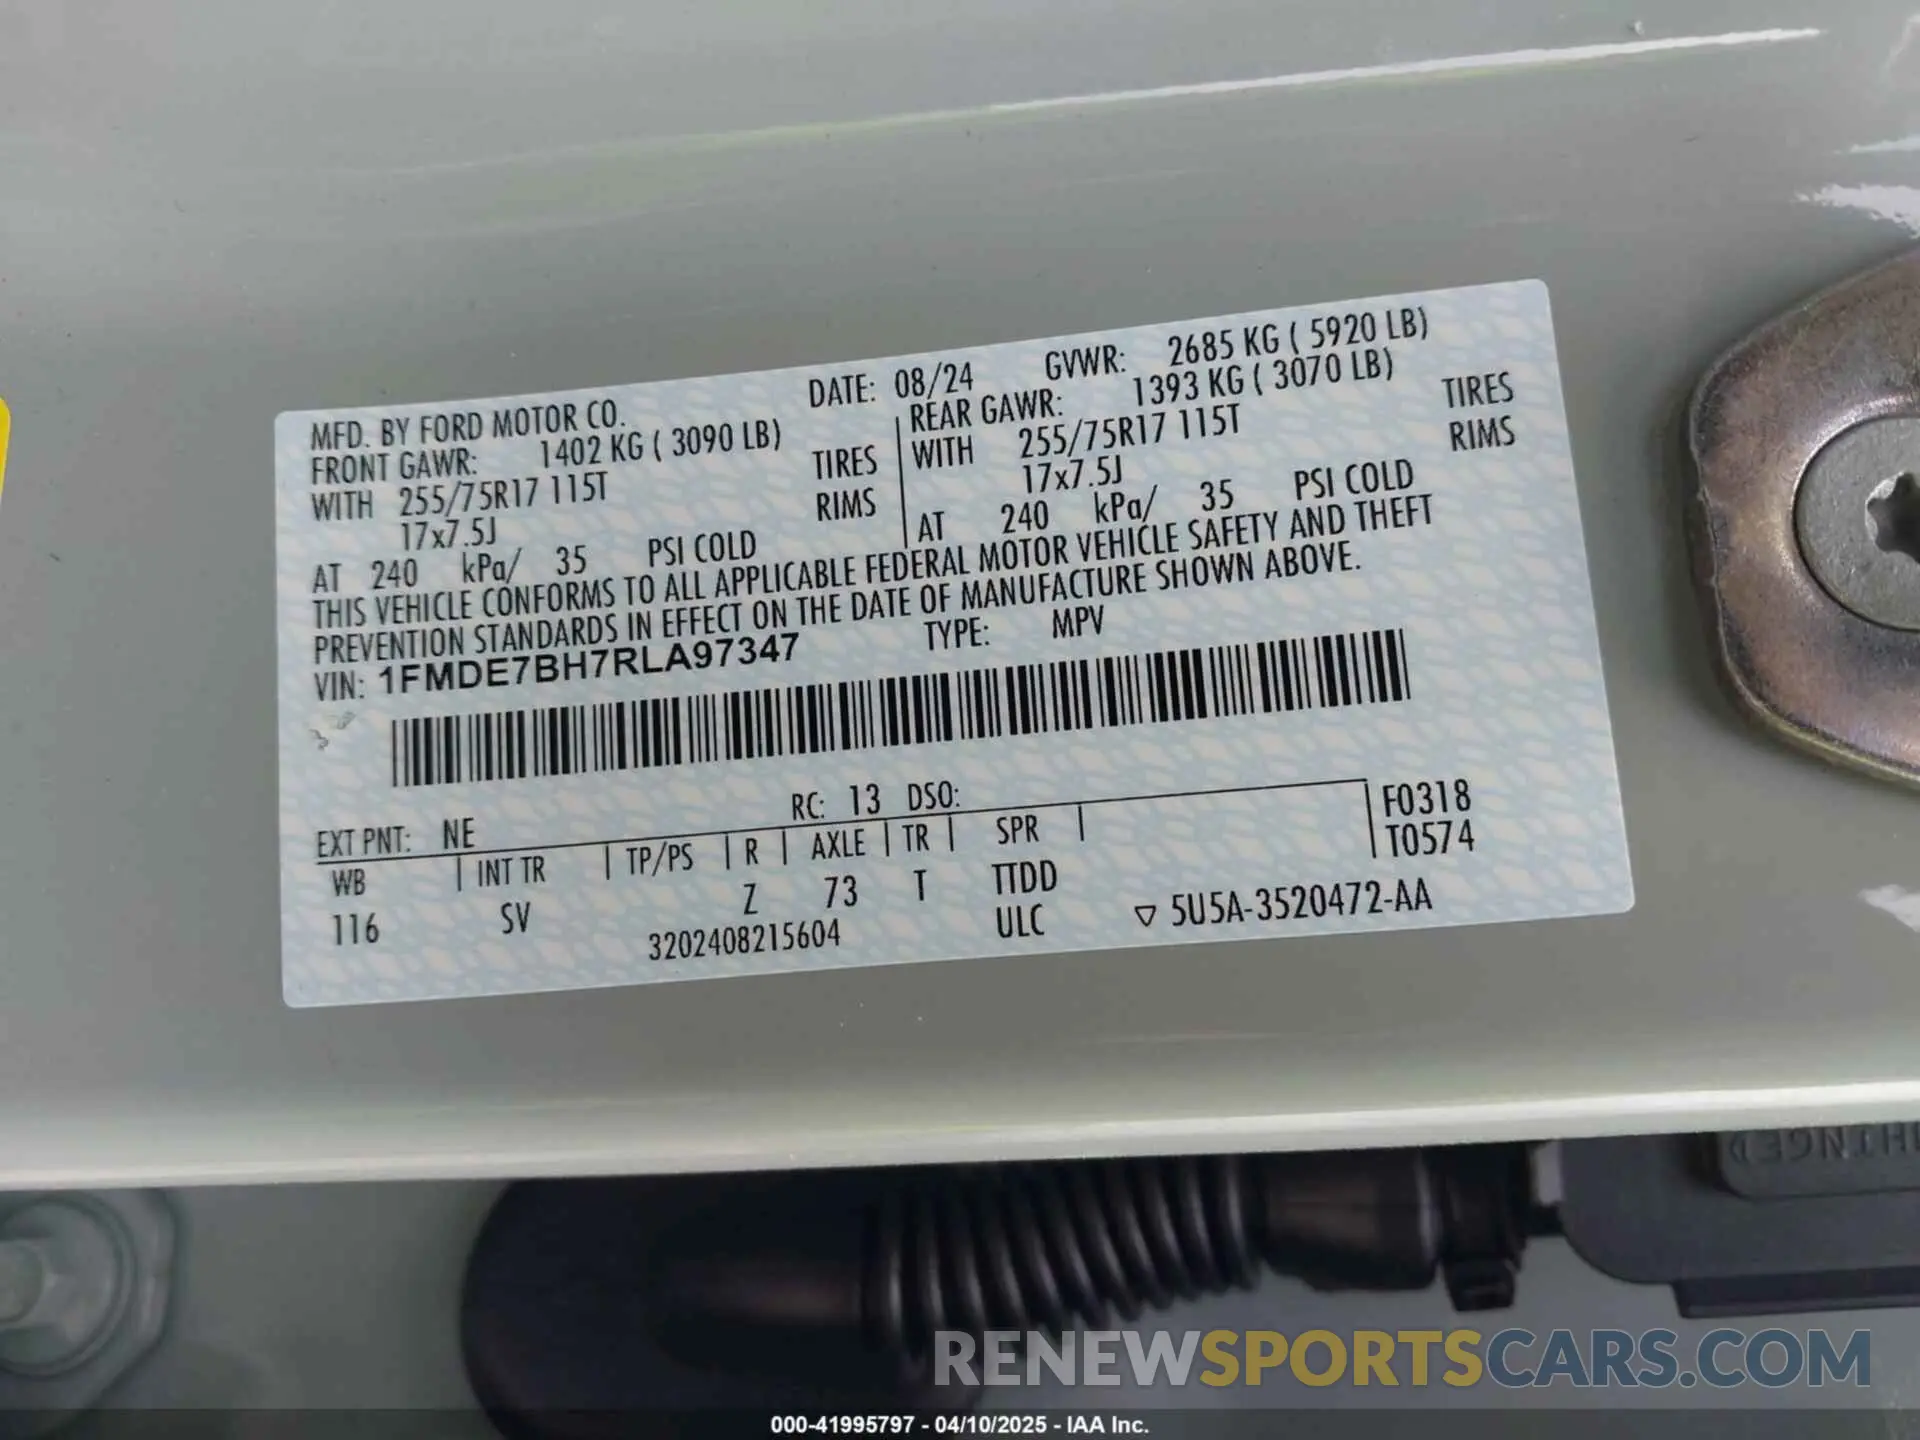 MFD. BY FORD MOTOR CO. DATE: 08/24 GVWR: 2685 KG ( 5920 LB)
FRONT GAWR: 1402 KG ( 3090 LB) REAR GAWR: 1393 KG ( 3070 LB)
WITH 255/75R17 115T TIRES WITH 255/75R17 115T TIRES
17x7.5J RIMS 17x7.5J RIMS
AT 240 kPa/ 35 PSI COLD AT 240 kPa/ 35 PSI COLD
THIS VEHICLE CONFORMS TO ALL APPLICABLE FEDERAL MOTOR VEHICLE SAFETY AND THEFT
PREVENTION STANDARDS IN EFFECT ON THE DATE OF MANUFACTURE SHOWN ABOVE.
VIN: 1FMDE7BH7RLA97347 TYPE: MPV
EXT PNT: NE RC: 13 DSO: F0318
WB INT TR TP/PS R AXLE TR SPR T0574
116 SV Z 73 T TTDD
3202408215604 ULC ▽ 5U5A-3520472-AA
RENEWSPORTSCARS.COM
000-41995797 - 04/10/2025 - IAA Inc.